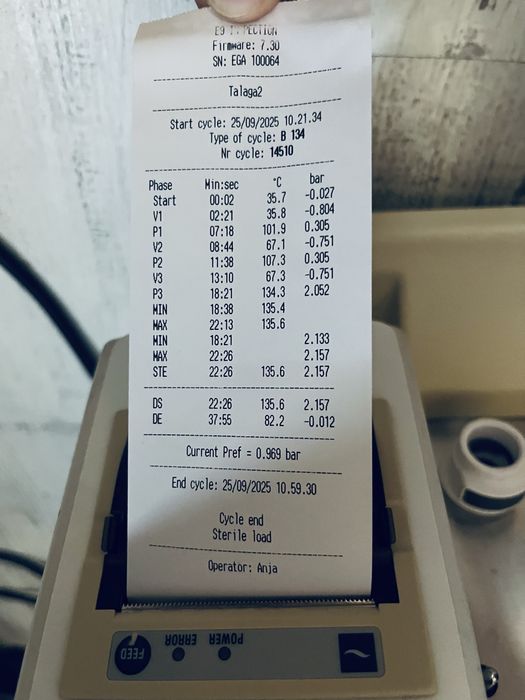 E9 INSPECTION
Firmware: 7.30
SN: EGA 100064
Talaga2
Start cycle: 25/09/2025 10.21.34
Type of cycle: B 134
Nr cycle: 14510
Phase Min:sec °C bar
Start 00:02 35.7 -0.027
V1 02:21 35.8 -0.804
P1 07:18 101.9 0.305
V2 08:44 67.1 -0.751
P2 11:38 107.3 0.305
V3 13:10 67.3 -0.751
P3 18:21 134.3 2.052
MIN 18:38 135.4
MAX 22:13 135.6
MIN 18:21 2.133
MAX 22:26 2.157
STE 22:26 135.6 2.157
DS 22:26 135.6 2.157
DE 37:55 82.2 -0.012
Current Pref = 0.969 bar
End cycle: 25/09/2025 10.59.30
Cycle end
Sterile load
Operator: Anja
FEED ERROR POWER